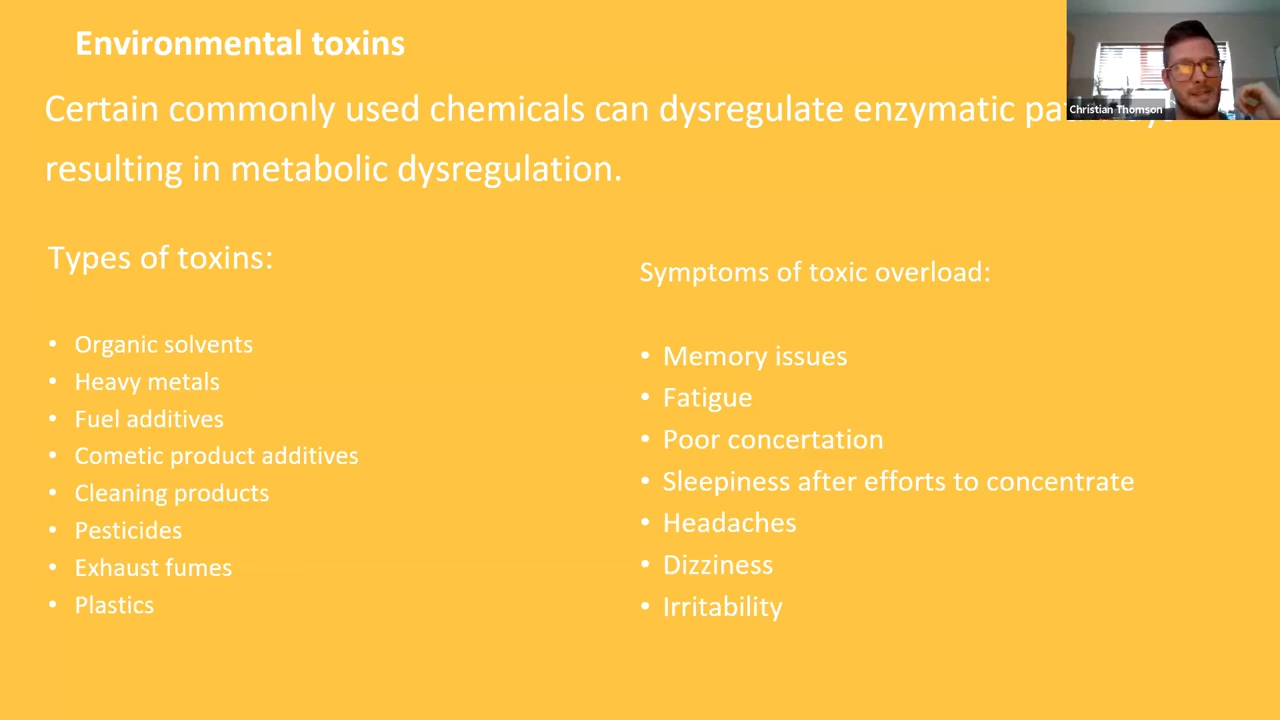 Environmental toxins
Certain commonly used chemicals can dysregulate enzymatic
resulting in metabolic dysregulation.
Christian Thomson
Types of toxins:
• Organic solvents
• Heavy metals
• Fuel additives
• Cometic product additives
• Cleaning products
• Pesticides
• Exhaust fumes
• Plastics
Symptoms of toxic overload:
• Memory issues
• Fatigue
• Poor concertation
• Sleepiness after efforts to concentrate
• Headaches
• Dizziness
• Irritability